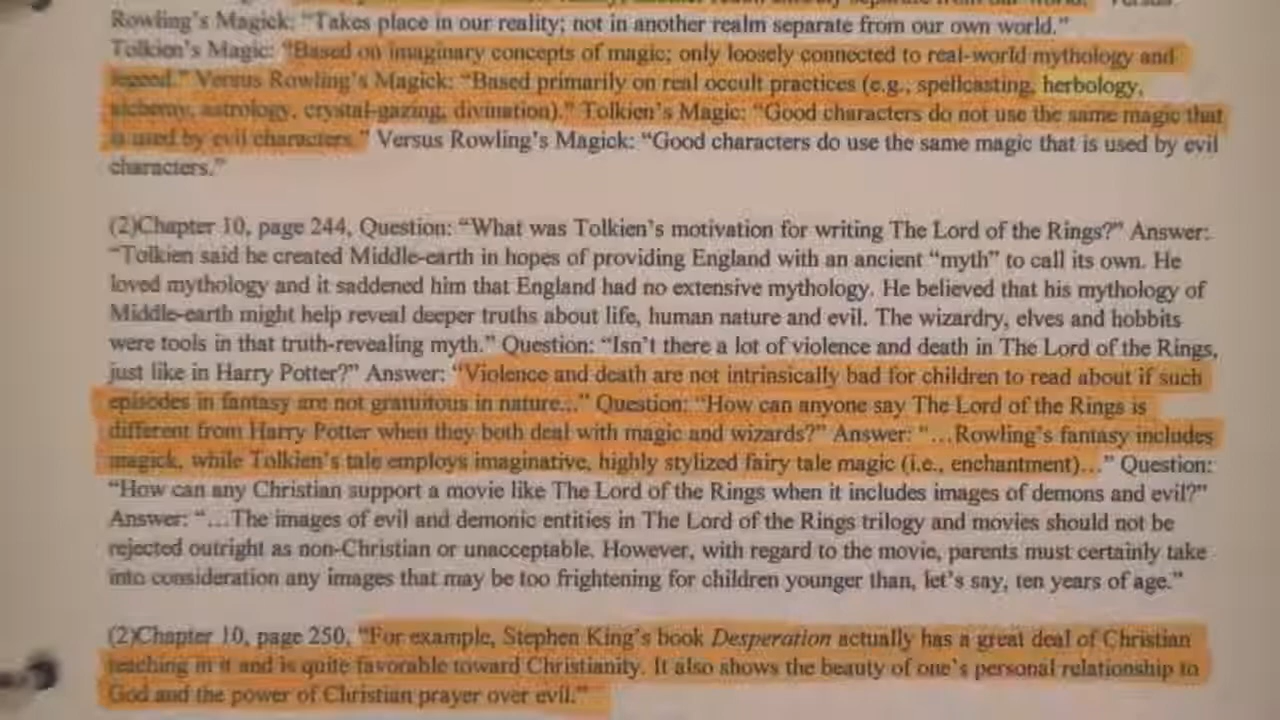 Rowling's Magick: "Takes place in our reality; not in another realm separate from our own world."
Tolkien's Magic: "Based on imaginary concepts of magic; only loosely connected to real-world mythology and
legend." Versus Rowling's Magick: "Based primarily on real occult practices (e.g., spellcasting, herbology,
alchemy, astrology, crystal-gazing, divination)." Tolkien's Magic: "Good characters do not use the same magic that
is used by evil characters." Versus Rowling's Magick: "Good characters do use the same magic that is used by evil
characters."
(2)Chapter 10, page 244, Question: "What was Tolkien's motivation for writing The Lord of the Rings?" Answer:
"Tolkien said he created Middle-earth in hopes of providing England with an ancient "myth" to call its own. He
loved mythology and it saddened him that England had no extensive mythology. He believed that his mythology of
Middle-earth might help reveal deeper truths about life, human nature and evil. The wizardry, elves and hobbits
were tools in that truth-revealing myth." Question: "Isn't there a lot of violence and death in The Lord of the Rings,
just like in Harry Potter?" Answer: "Violence and death are not intrinsically bad for children to read about if such
episodes in fantasy are not gratuitous in nature..." Question: "How can anyone say The Lord of the Rings is
different from Harry Potter when they both deal with magic and wizards?" Answer: "...Rowling's fantasy includes
magick, while Tolkien's tale employs imaginative, highly stylized fairy tale magic (i.e., enchantment)..." Question:
"How can any Christian support a movie like The Lord of the Rings when it includes images of demons and evil?"
Answer: "...The images of evil and demonic entities in The Lord of the Rings trilogy and movies should not be
rejected outright as non-Christian or unacceptable. However, with regard to the movie, parents must certainly take
into consideration any images that may be too frightening for children younger than, let's say, ten years of age."
(2)Chapter 10, page 250, "For example, Stephen King's book Desperation actually has a great deal of Christian
teaching in it and is quite favorable toward Christianity. It also shows the beauty of one's personal relationship to
God and the power of Christian prayer over evil."